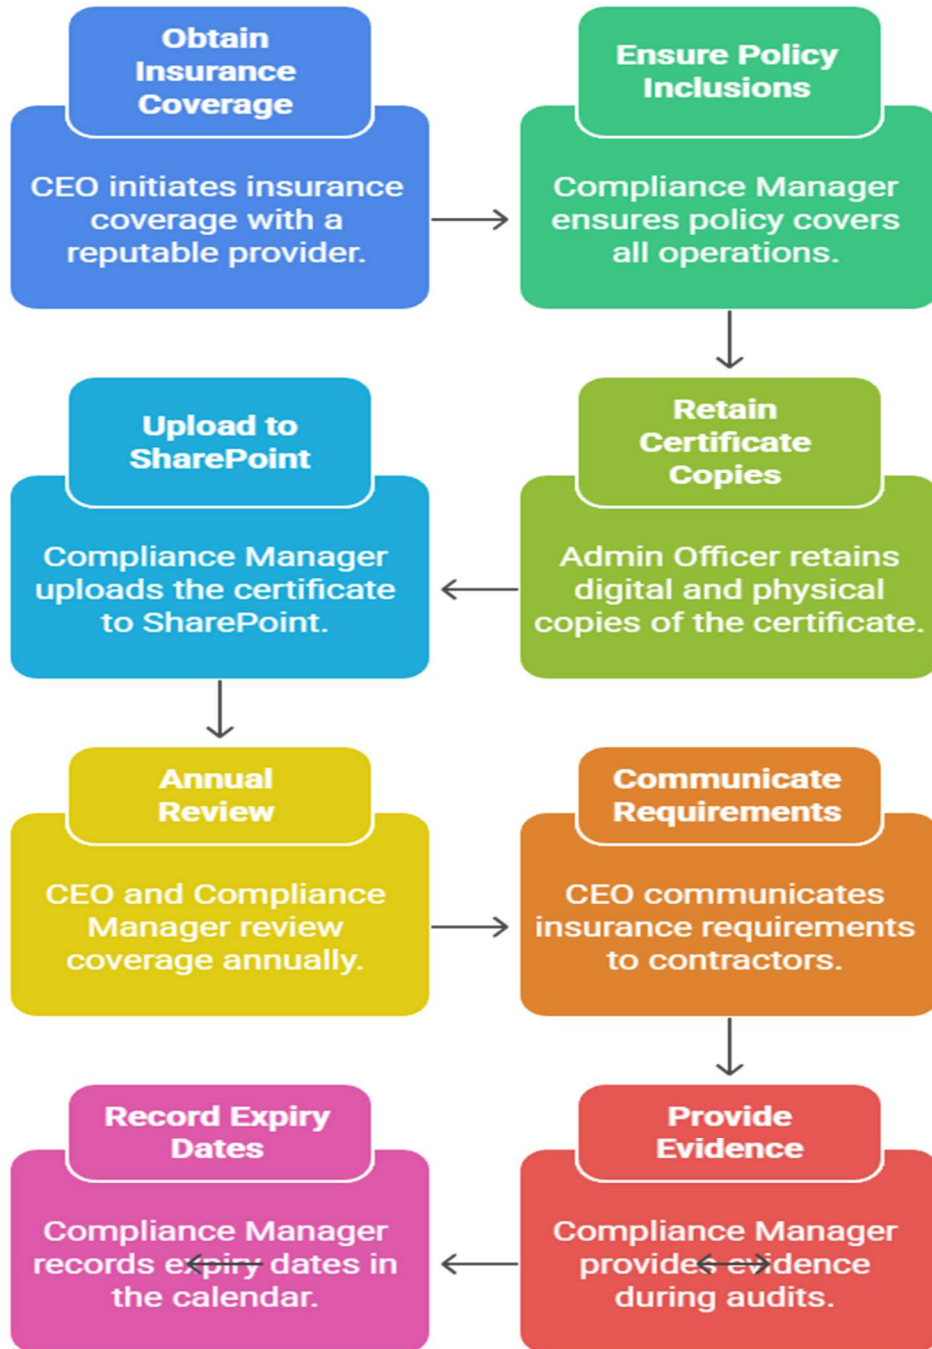 Obtain
Insurance
Coverage
CEO initiates insurance
coverage with a
reputable provider.
Ensure Policy
Inclusions
Compliance Manager
ensures policy covers
all operations.
Retain
Certificate
Copies
Admin Officer retains
digital and physical
copies of the certificate.
Upload to
SharePoint
Compliance Manager
uploads the certificate
to SharePoint.
Annual
Review
CEO and Compliance
Manager review
coverage annually.
Communicate
Requirements
CEO communicates
insurance requirements
to contractors.
Provide
Evidence
Compliance Manager
provides evidence
during audits.
Record Expiry
Dates
Compliance Manager
records expiry dates in
the calendar.